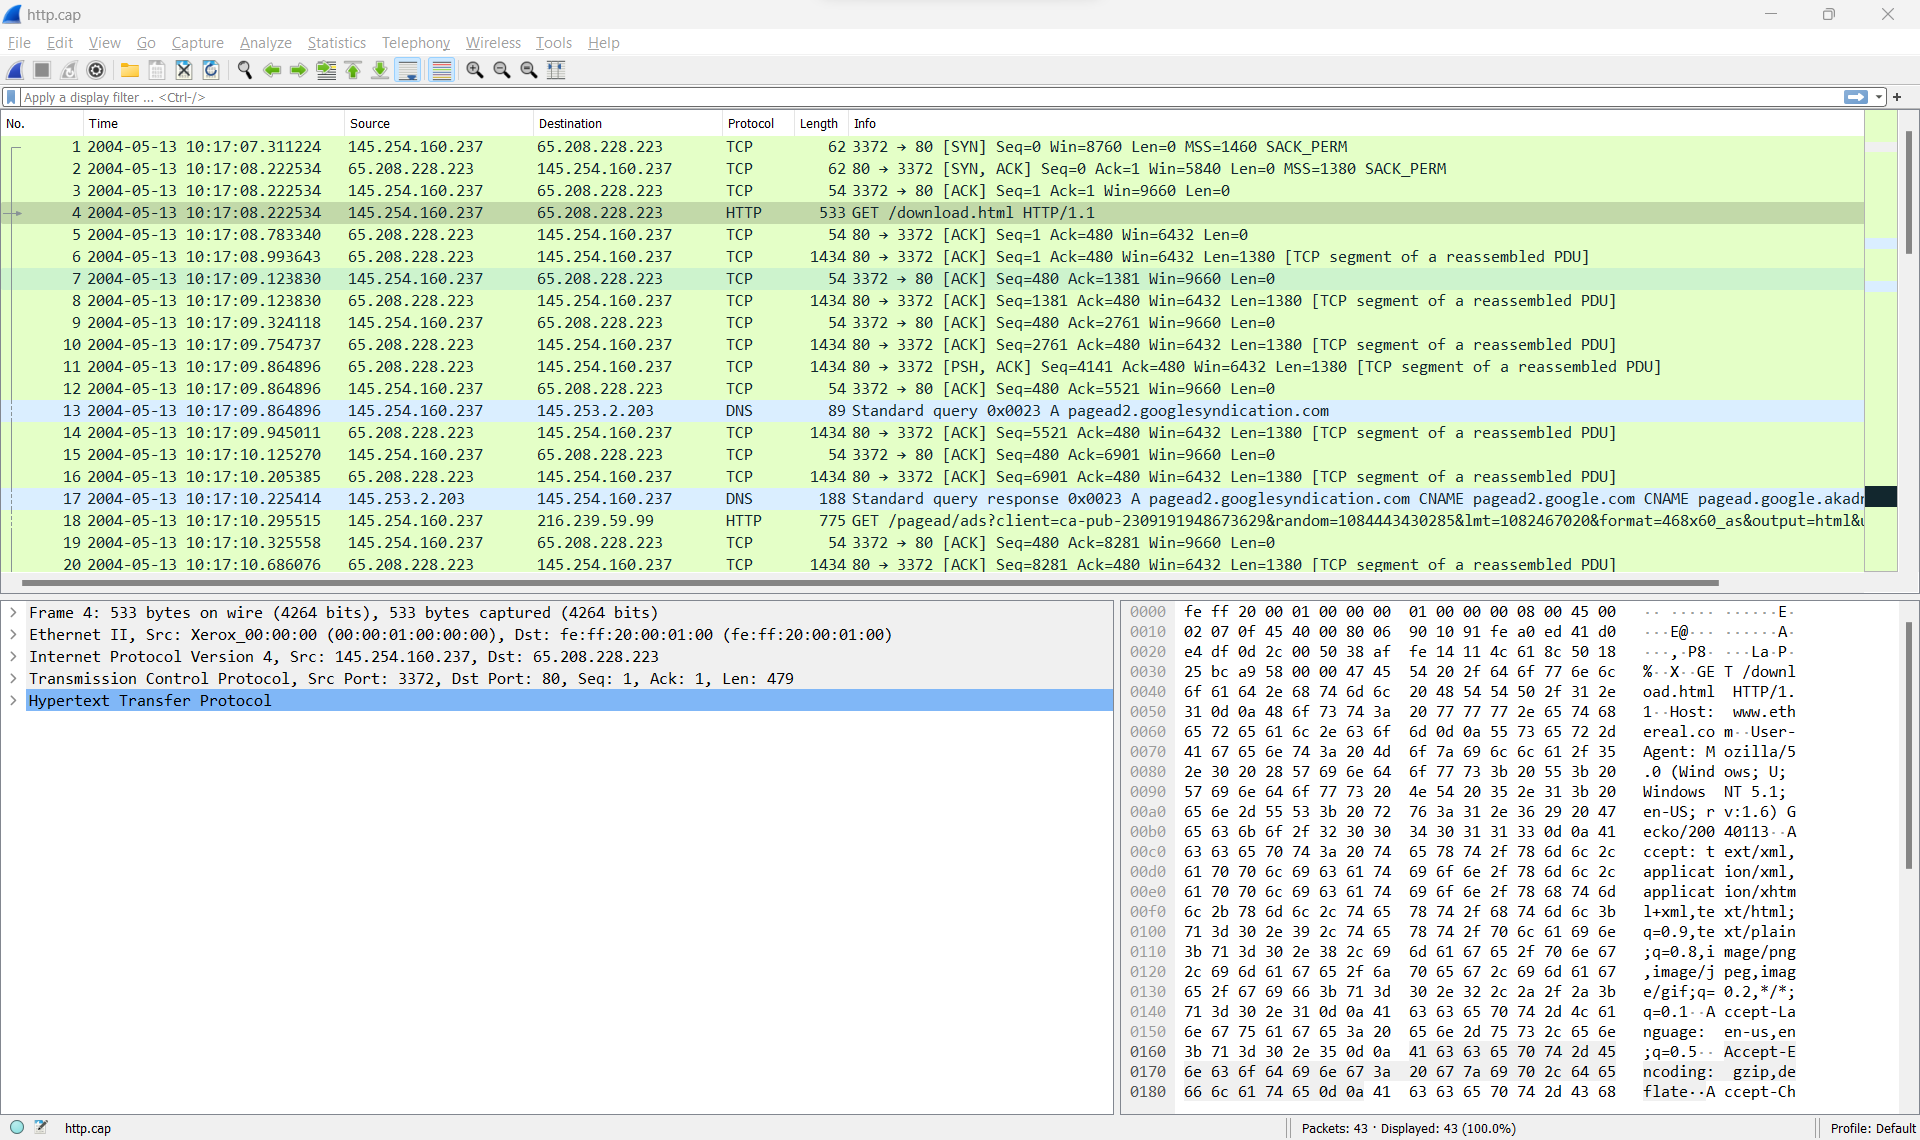 http.cap
File Edit View Go Capture Analyze Statistics Telephony Wireless Tools Help
Apply a display filter ... <Ctrl-/>
No. Time Source Destination Protocol Length Info
1 2004-05-13 10:17:07.311224 145.254.160.237 65.208.228.223 TCP 62 3372 → 80 [SYN] Seq=0 Win=8760 Len=0 MSS=1460 SACK_PERM
2 2004-05-13 10:17:08.222534 65.208.228.223 145.254.160.237 TCP 62 80 → 3372 [SYN, ACK] Seq=0 Ack=1 Win=5840 Len=0 MSS=1380 SACK_PERM
3 2004-05-13 10:17:08.222534 145.254.160.237 65.208.228.223 TCP 54 3372 → 80 [ACK] Seq=1 Ack=1 Win=9660 Len=0
4 2004-05-13 10:17:08.222534 145.254.160.237 65.208.228.223 HTTP 533 GET /download.html HTTP/1.1
5 2004-05-13 10:17:08.783340 65.208.228.223 145.254.160.237 TCP 54 80 → 3372 [ACK] Seq=1 Ack=480 Win=6432 Len=0
6 2004-05-13 10:17:08.993643 65.208.228.223 145.254.160.237 TCP 1434 80 → 3372 [ACK] Seq=1 Ack=480 Win=6432 Len=1380 [TCP segment of a reassembled PDU]
7 2004-05-13 10:17:09.123830 145.254.160.237 65.208.228.223 TCP 54 3372 → 80 [ACK] Seq=480 Ack=1381 Win=9660 Len=0
8 2004-05-13 10:17:09.123830 65.208.228.223 145.254.160.237 TCP 1434 80 → 3372 [ACK] Seq=1381 Ack=480 Win=6432 Len=1380 [TCP segment of a reassembled PDU]
9 2004-05-13 10:17:09.324118 145.254.160.237 65.208.228.223 TCP 54 3372 → 80 [ACK] Seq=480 Ack=2761 Win=9660 Len=0
10 2004-05-13 10:17:09.754737 65.208.228.223 145.254.160.237 TCP 1434 80 → 3372 [ACK] Seq=2761 Ack=480 Win=6432 Len=1380 [TCP segment of a reassembled PDU]
11 2004-05-13 10:17:09.864896 65.208.228.223 145.254.160.237 TCP 1434 80 → 3372 [PSH, ACK] Seq=4141 Ack=480 Win=6432 Len=1380 [TCP segment of a reassembled PDU]
12 2004-05-13 10:17:09.864896 145.254.160.237 65.208.228.223 TCP 54 3372 → 80 [ACK] Seq=480 Ack=5521 Win=9660 Len=0
13 2004-05-13 10:17:09.864896 145.254.160.237 145.253.2.203 DNS 89 Standard query 0x0023 A pagead2.googlesyndication.com
14 2004-05-13 10:17:09.945011 65.208.228.223 145.254.160.237 TCP 1434 80 → 3372 [ACK] Seq=5521 Ack=480 Win=6432 Len=1380 [TCP segment of a reassembled PDU]
15 2004-05-13 10:17:10.125270 145.254.160.237 65.208.228.223 TCP 54 3372 → 80 [ACK] Seq=480 Ack=6901 Win=9660 Len=0
16 2004-05-13 10:17:10.205385 65.208.228.223 145.254.160.237 TCP 1434 80 → 3372 [ACK] Seq=6901 Ack=480 Win=6432 Len=1380 [TCP segment of a reassembled PDU]
17 2004-05-13 10:17:10.225414 145.253.2.203 145.254.160.237 DNS 188 Standard query response 0x0023 A pagead2.googlesyndication.com CNAME pagead2.google.com CNAME pagead.google.akadr
18 2004-05-13 10:17:10.295515 145.254.160.237 216.239.59.99 HTTP 775 GET /pagead/ads?client=ca-pub-2309191948673629&random=1084443430285&lmt=1082467020&format=468x60_as&output=html&u
19 2004-05-13 10:17:10.325558 145.254.160.237 65.208.228.223 TCP 54 3372 → 80 [ACK] Seq=480 Ack=8281 Win=9660 Len=0
20 2004-05-13 10:17:10.686076 65.208.228.223 145.254.160.237 TCP 1434 80 → 3372 [ACK] Seq=8281 Ack=480 Win=6432 Len=1380 [TCP segment of a reassembled PDU]
Frame 4: 533 bytes on wire (4264 bits), 533 bytes captured (4264 bits)
Ethernet II, Src: Xerox_00:00:00 (00:00:01:00:00:00), Dst: fe:ff:20:00:01:00 (fe:ff:20:00:01:00)
Internet Protocol Version 4, Src: 145.254.160.237, Dst: 65.208.228.223
Transmission Control Protocol, Src Port: 3372, Dst Port: 80, Seq: 1, Ack: 1, Len: 479
Hypertext Transfer Protocol
0000 fe ff 20 00 01 00 00 00 01 00 00 00 08 00 45 00 ·· ····· ······E·
0010 02 07 0f 45 40 00 80 06 90 10 91 fe a0 ed 41 d0 ···E@··· ······A·
0020 e4 df 0d 2c 00 50 38 af fe 14 11 4c 61 8c 50 18 ···,·P8· ···La·P·
0030 25 bc a9 58 00 00 47 45 54 20 2f 64 6f 77 6e 6c %··X··GE T /downl
0040 6f 61 64 2e 68 74 6d 6c 20 48 54 54 50 2f 31 2e oad.html HTTP/1.
0050 31 0d 0a 48 6f 73 74 3a 20 77 77 77 2e 65 74 68 1··Host: www.eth
0060 65 72 65 61 6c 2e 63 6f 6d 0d 0a 55 73 65 72 2d ereal.co m··User-
0070 41 67 65 6e 74 3a 20 4d 6f 7a 69 6c 6c 61 2f 35 Agent: M ozilla/5
0080 2e 30 20 28 57 69 6e 64 6f 77 73 3b 20 55 3b 20 .0 (Wind ows; U;
0090 57 69 6e 64 6f 77 73 20 4e 54 20 35 2e 31 3b 20 Windows NT 5.1;
00a0 65 6e 2d 55 53 3b 20 72 76 3a 31 2e 36 29 20 47 en-US; r v:1.6) G
00b0 65 63 6b 6f 2f 32 30 30 34 30 31 31 33 0d 0a 41 ecko/200 40113··A
00c0 63 63 65 70 74 3a 20 74 65 78 74 2f 78 6d 6c 2c ccept: t ext/xml,
00d0 61 70 70 6c 69 63 61 74 69 6f 6e 2f 78 6d 6c 2c applicat ion/xml,
00e0 61 70 70 6c 69 63 61 74 69 6f 6e 2f 78 68 74 6d applicat ion/xhtm
00f0 6c 2b 78 6d 6c 2c 74 65 78 74 2f 68 74 6d 6c 3b l+xml,te xt/html;
0100 71 3d 30 2e 39 2c 74 65 78 74 2f 70 6c 61 69 6e q=0.9,te xt/plain
0110 3b 71 3d 30 2e 38 2c 69 6d 61 67 65 2f 70 6e 67 ;q=0.8,i mage/png
0120 2c 69 6d 61 67 65 2f 6a 70 65 67 2c 69 6d 61 67 ,image/j peg,imag
0130 65 2f 67 69 66 3b 71 3d 30 2e 32 2c 2a 2f 2a 3b e/gif;q= 0.2,*/*;
0140 71 3d 30 2e 31 0d 0a 41 63 63 65 70 74 2d 4c 61 q=0.1··A ccept-La
0150 6e 67 75 61 67 65 3a 20 65 6e 2d 75 73 2c 65 6e nguage: en-us,en
0160 3b 71 3d 30 2e 35 0d 0a 41 63 63 65 70 74 2d 45 ;q=0.5·· Accept-E
0170 6e 63 6f 64 69 6e 67 3a 20 67 7a 69 70 2c 64 65 ncoding: gzip,de
0180 66 6c 61 74 65 0d 0a 41 63 63 65 70 74 2d 43 68 flate··A ccept-Ch
http.cap Packets: 43 · Displayed: 43 (100.0%) Profile: Default